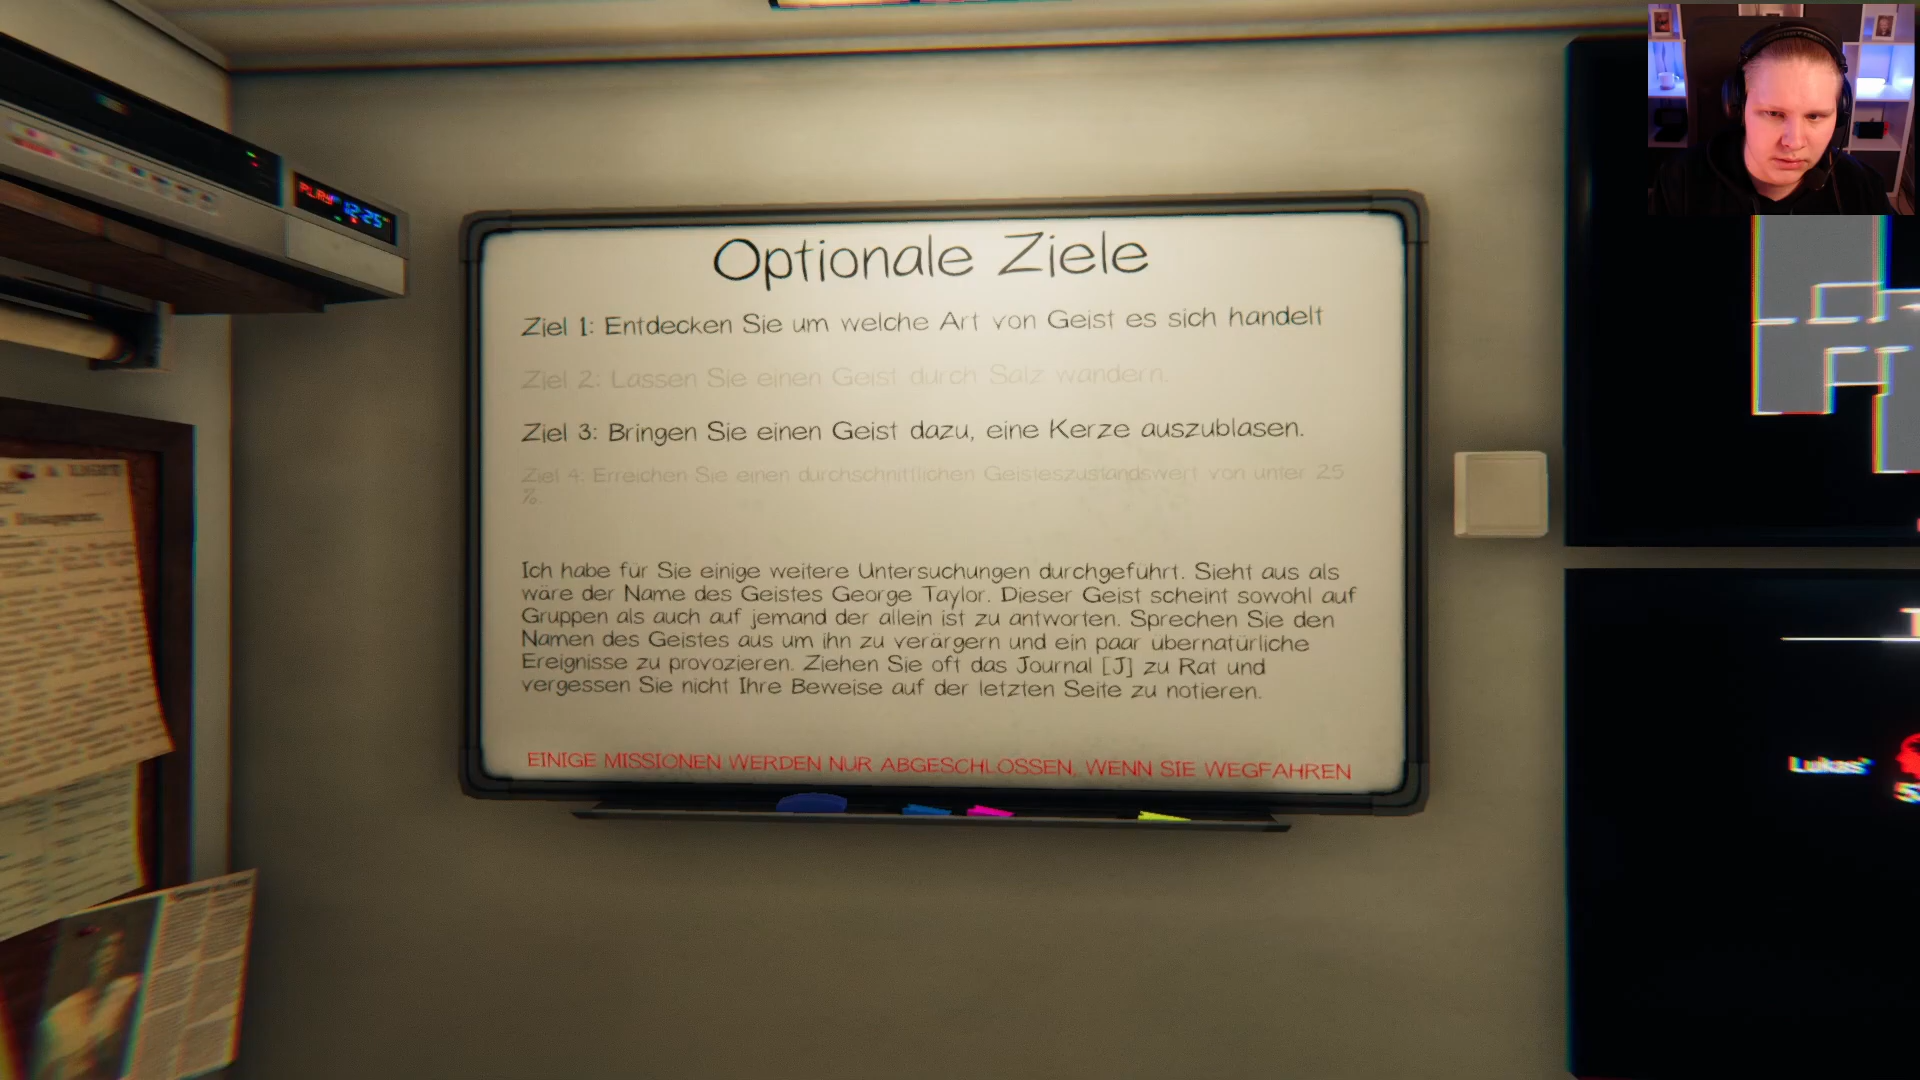 PLAY 12:25
Optionale Ziele
Ziel 1: Entdecken Sie um welche Art von Geist es sich handelt
Ziel 2: Lassen Sie einen Geist durch Salz wandern.
Ziel 3: Bringen Sie einen Geist dazu, eine Kerze auszublasen.
Ziel 4: Erreichen Sie einen durchschnittlichen Geisteszustandswert von unter 25
%.
Ich habe für Sie einige weitere Untersuchungen durchgeführt. Sieht aus als
wäre der Name des Geistes George Taylor. Dieser Geist scheint sowohl auf
Gruppen als auch auf jemand der allein ist zu antworten. Sprechen Sie den
Namen des Geistes aus um ihn zu verärgern und ein paar übernatürliche
Ereignisse zu provozieren. Ziehen Sie oft das Journal [J] zu Rat und
vergessen Sie nicht Ihre Beweise auf der letzten Seite zu notieren.
EINIGE MISSIONEN WERDEN NUR ABGESCHLOSSEN, WENN SIE WEGFAHREN
Lukas